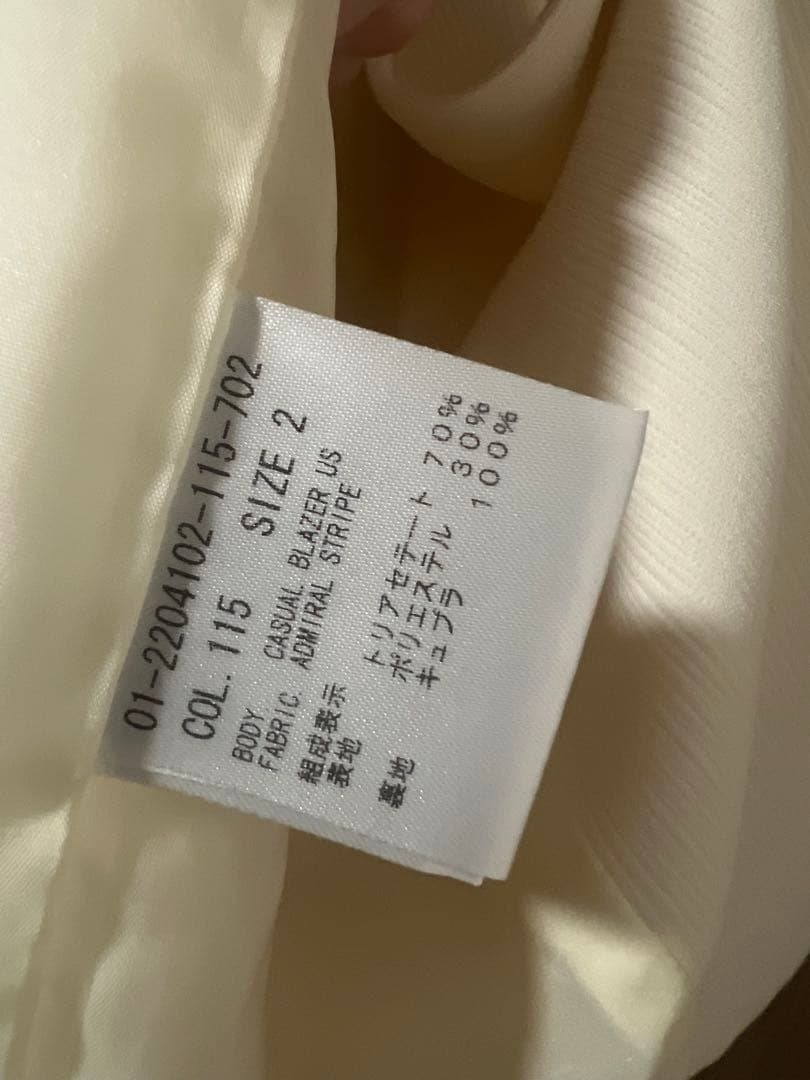 01-2204102-115-702
COL. 115 SIZE 2
BODY CASUAL BLAZER US
FABRIC. ADMIRAL STRIPE
組成表示
表地 トリアセテート 70%
ポリエステル 30%
裏地 キュプラ 100%